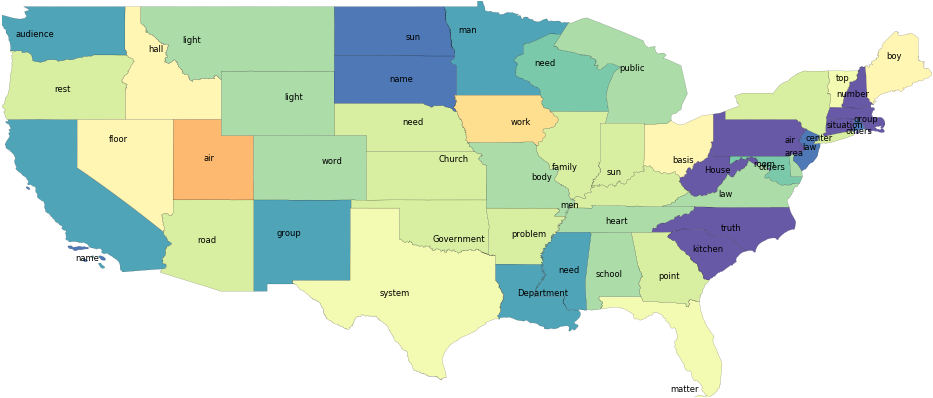 boy
man
audience
sun
light
hall
need
public
top
name
rest
number
light
group
need
work
situation
others
floor
center
air
law
area
air
Church
basis
word
family
room
others
House
sun
body
law
men
heart
truth
group
problem
road
Government
kitchen
name
need
school
point
system
Department
matter